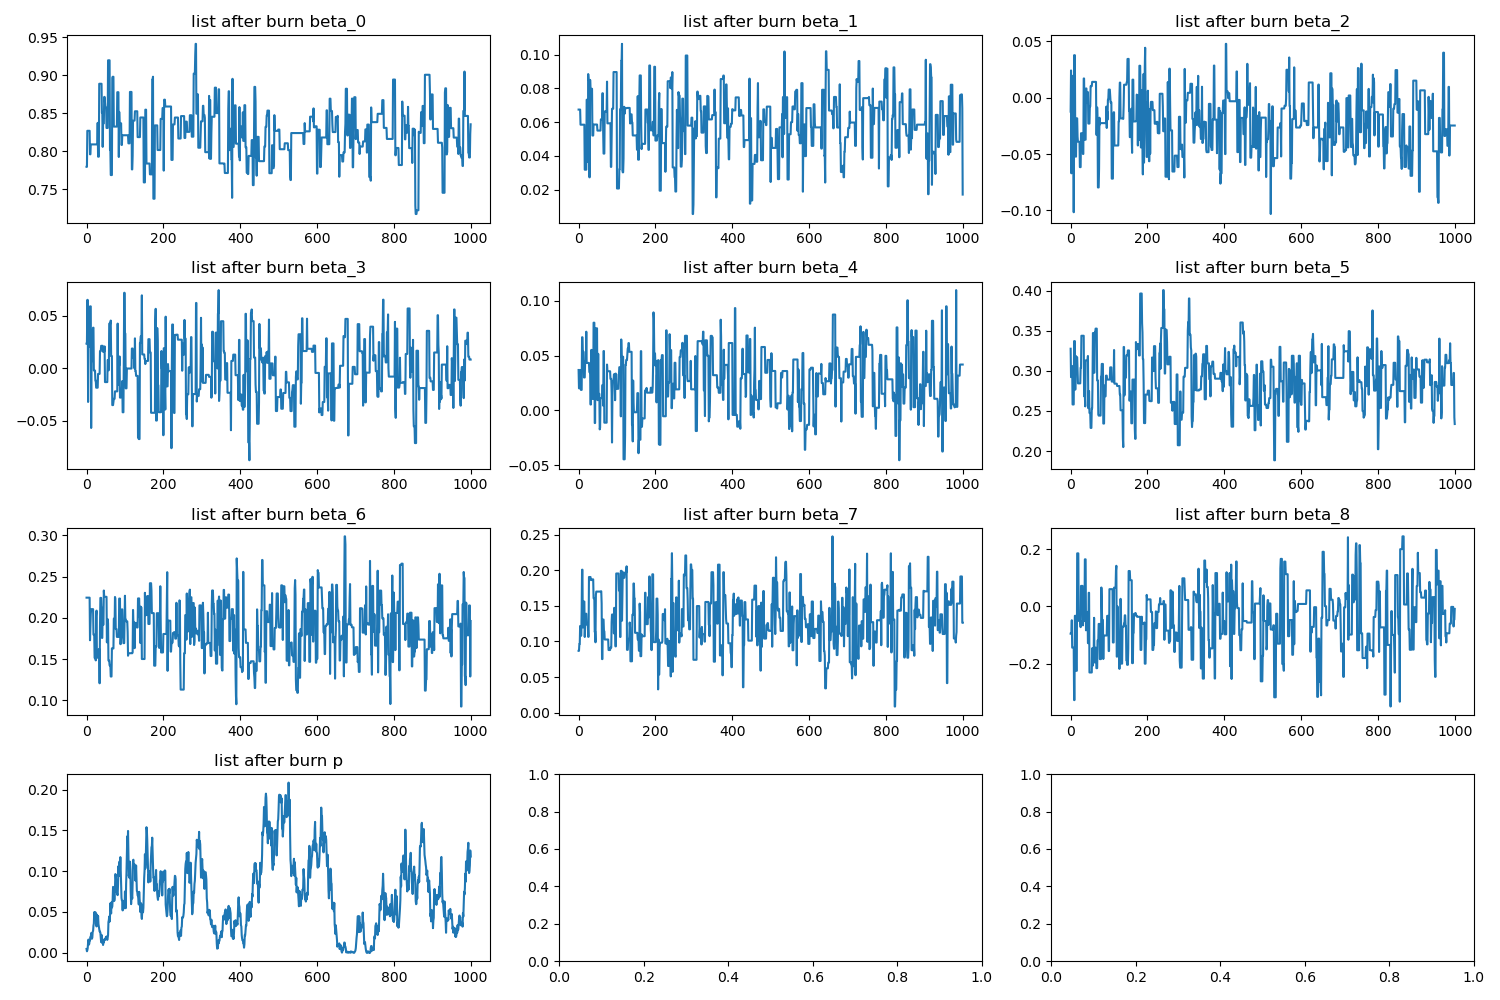 list after burn beta_0 list after burn beta_1 list after burn beta_2
0.95 0.90 0.85 0.80 0.75
0.10 0.08 0.06 0.04 0.02
0.05 0.00 −0.05 −0.10
0 200 400 600 800 1000 0 200 400 600 800 1000 0 200 400 600 800 1000
list after burn beta_3 list after burn beta_4 list after burn beta_5
0.05 0.00 −0.05
0.10 0.05 0.00 −0.05
0.40 0.35 0.30 0.25 0.20
0 200 400 600 800 1000 0 200 400 600 800 1000 0 200 400 600 800 1000
list after burn beta_6 list after burn beta_7 list after burn beta_8
0.30 0.25 0.20 0.15 0.10
0.25 0.20 0.15 0.10 0.05 0.00
0.2 0.0 −0.2
0 200 400 600 800 1000 0 200 400 600 800 1000 0 200 400 600 800 1000
list after burn p
0.20 0.15 0.10 0.05 0.00
1.0 0.8 0.6 0.4 0.2 0.0
1.0 0.8 0.6 0.4 0.2 0.0
0 200 400 600 800 1000 0.0 0.2 0.4 0.6 0.8 1.0 0.0 0.2 0.4 0.6 0.8 1.0